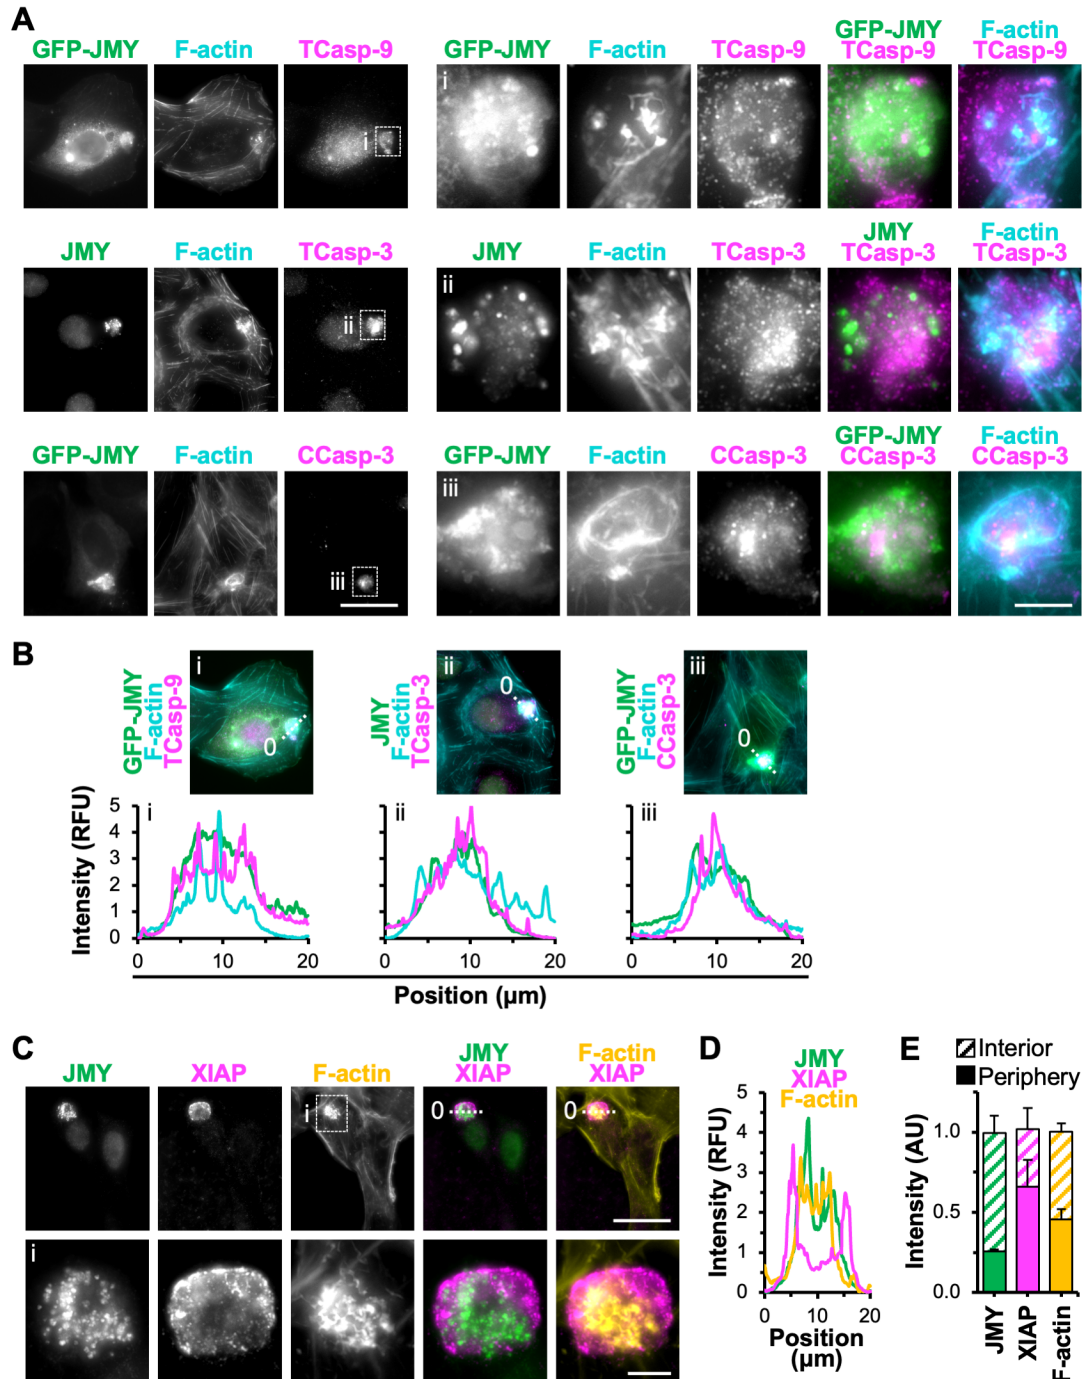 A
GFP-JMY F-actin TCasp-9 GFP-JMY F-actin TCasp-9 GFP-JMY F-actin
TCasp-9 TCasp-9
i i
JMY F-actin TCasp-3 JMY F-actin TCasp-3 JMY F-actin
TCasp-3 TCasp-3
ii ii
GFP-JMY F-actin CCasp-3 GFP-JMY F-actin CCasp-3 GFP-JMY F-actin
CCasp-3 CCasp-3
iii iii
B
GFP-JMY
F-actin
TCasp-9
i
0
JMY
F-actin
TCasp-3
ii
0
GFP-JMY
F-actin
CCasp-3
iii
0
Intensity (RFU)
5
4
3
2
1
0
i ii iii
0 10 20 0 10 20 0 10 20
Position (µm)
C
JMY XIAP F-actin JMY F-actin
XIAP XIAP
i 0 0
i
D
JMY
XIAP
F-actin
Intensity (RFU)
5
4
3
2
1
0
0 10 20
Position
(µm)
E
Interior
Periphery
Intensity (AU)
1.0
0.5
0.0
JMY
XIAP
F-actin